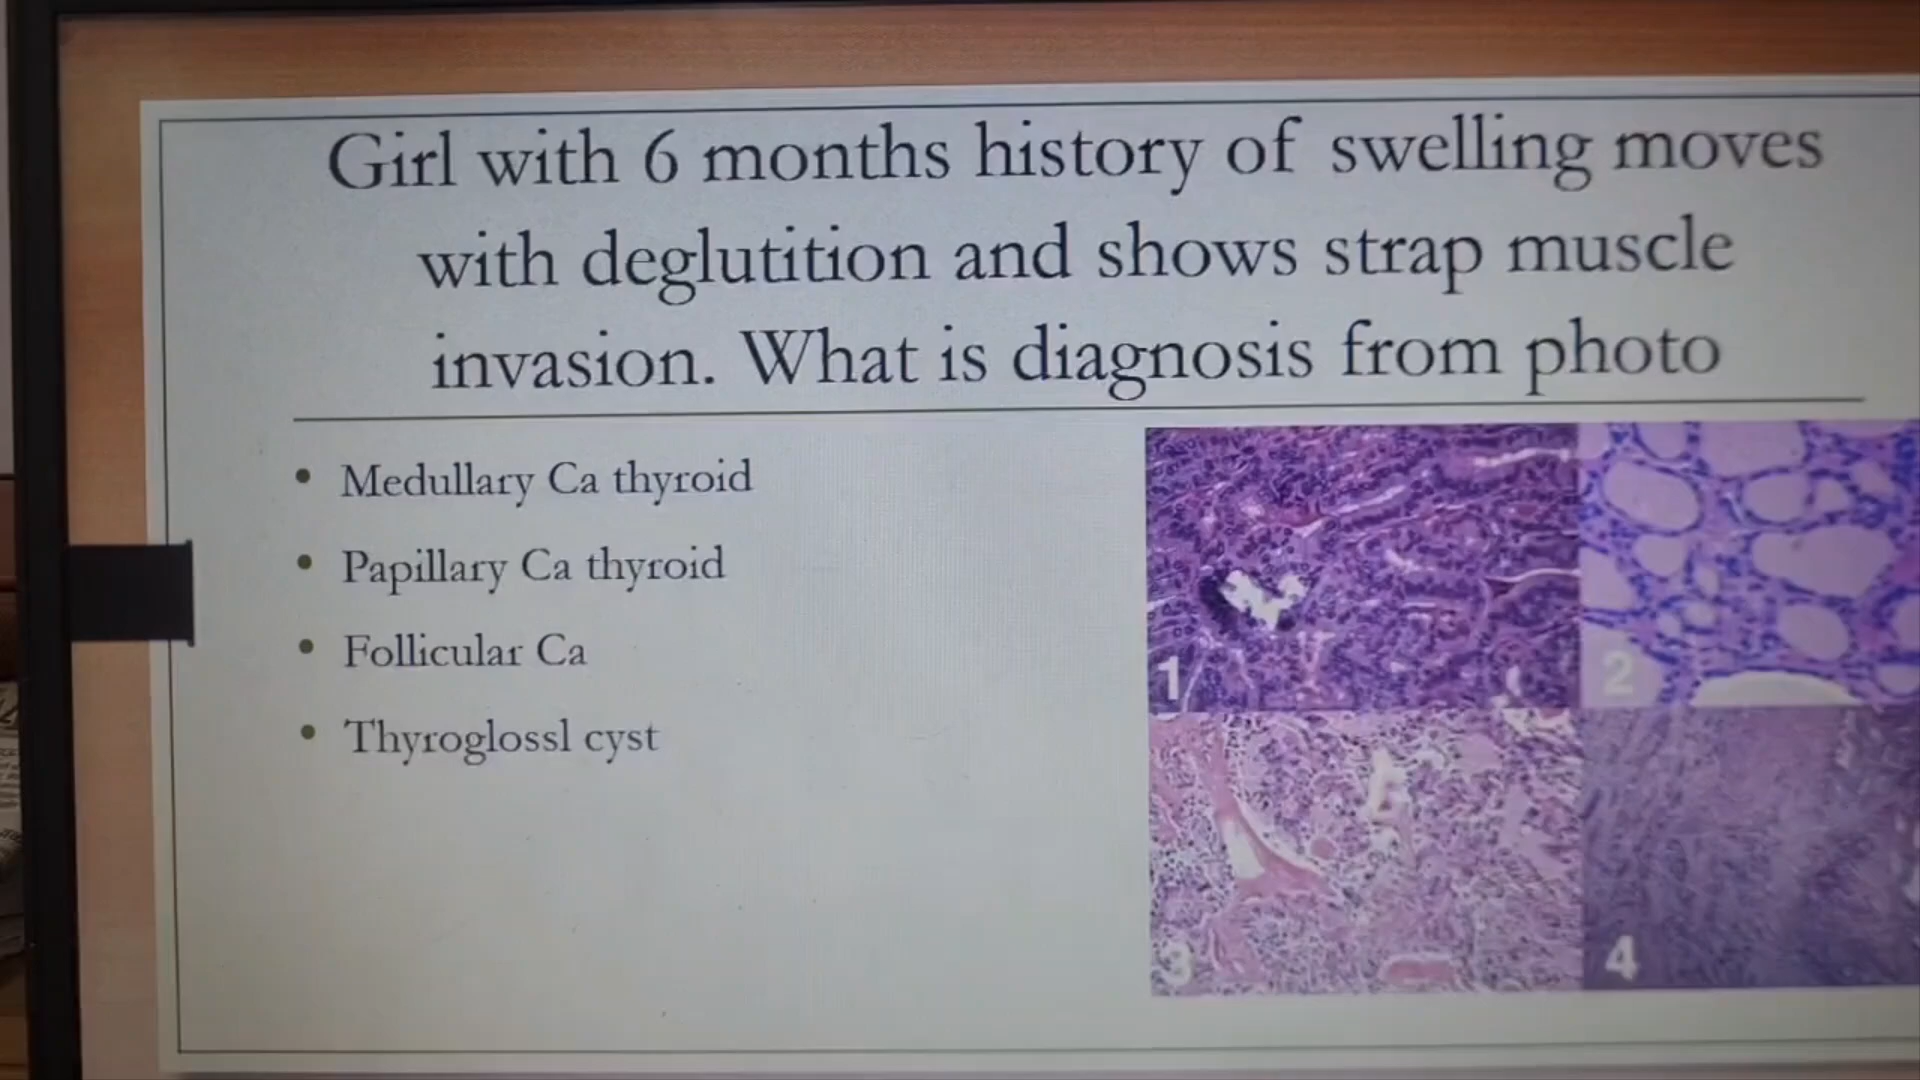 Girl with 6 months history of swelling moves
with deglutition and shows strap muscle
invasion. What is diagnosis from photo
• Medullary Ca thyroid
• Papillary Ca thyroid
• Follicular Ca
• Thyroglossl cyst
1
2
3
4